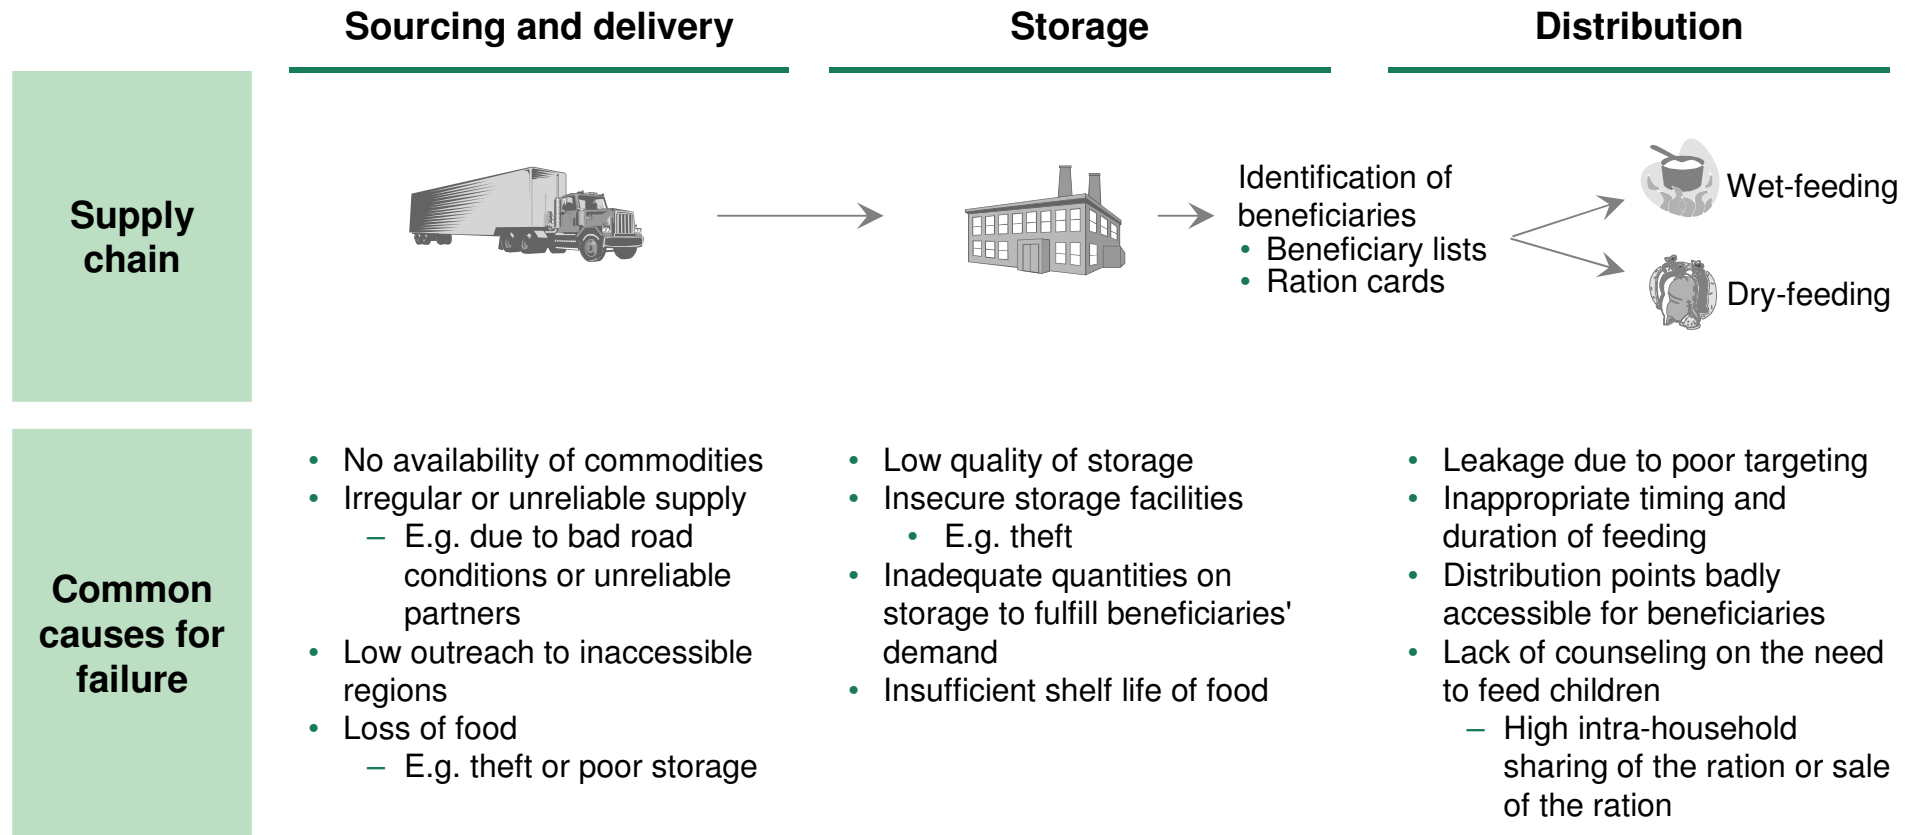 Sourcing and delivery
Storage
Distribution
Supply
chain
Identification of
beneficiaries
• Beneficiary lists
• Ration cards
Wet-feeding
Dry-feeding
Common
causes for
failure
• No availability of commodities
• Irregular or unreliable supply
– E.g. due to bad road
conditions or unreliable
partners
• Low outreach to inaccessible
regions
• Loss of food
– E.g. theft or poor storage
• Low quality of storage
• Insecure storage facilities
• E.g. theft
• Inadequate quantities on
storage to fulfill beneficiaries'
demand
• Insufficient shelf life of food
• Leakage due to poor targeting
• Inappropriate timing and
duration of feeding
• Distribution points badly
accessible for beneficiaries
• Lack of counseling on the need
to feed children
– High intra-household
sharing of the ration or sale
of the ration